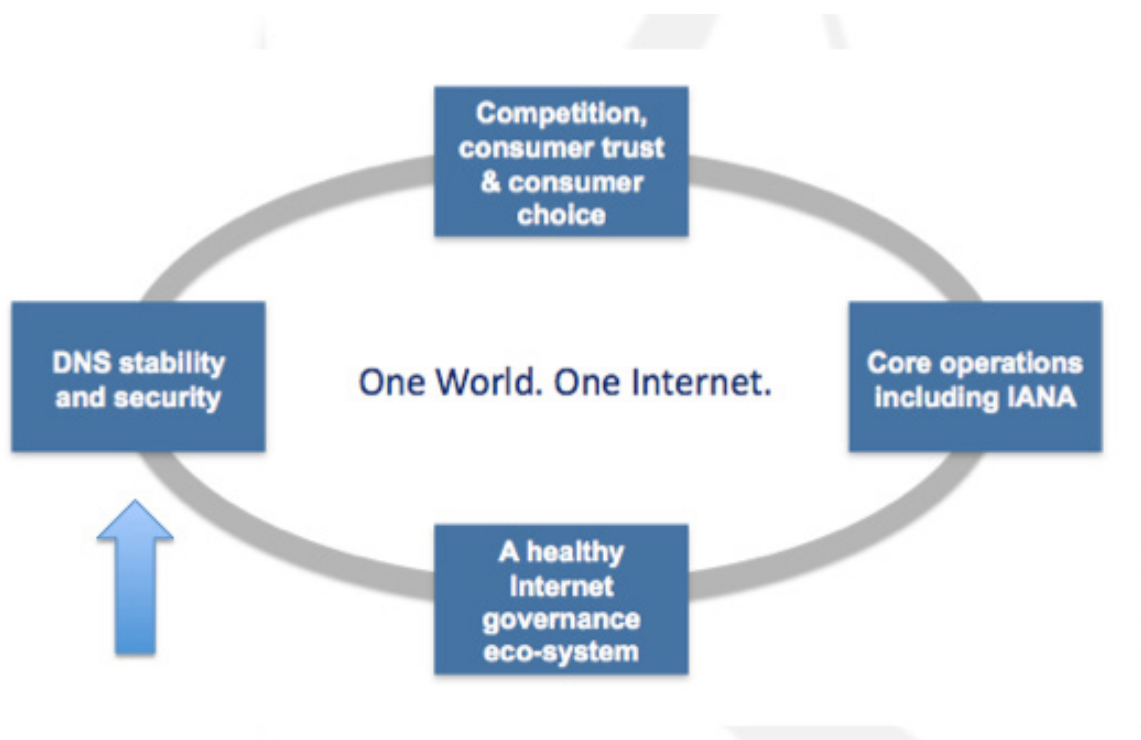 Competition,
consumer trust
& consumer
choice
DNS stability
and security
One World. One Internet.
Core operations
including IANA
A healthy
Internet
governance
eco-system